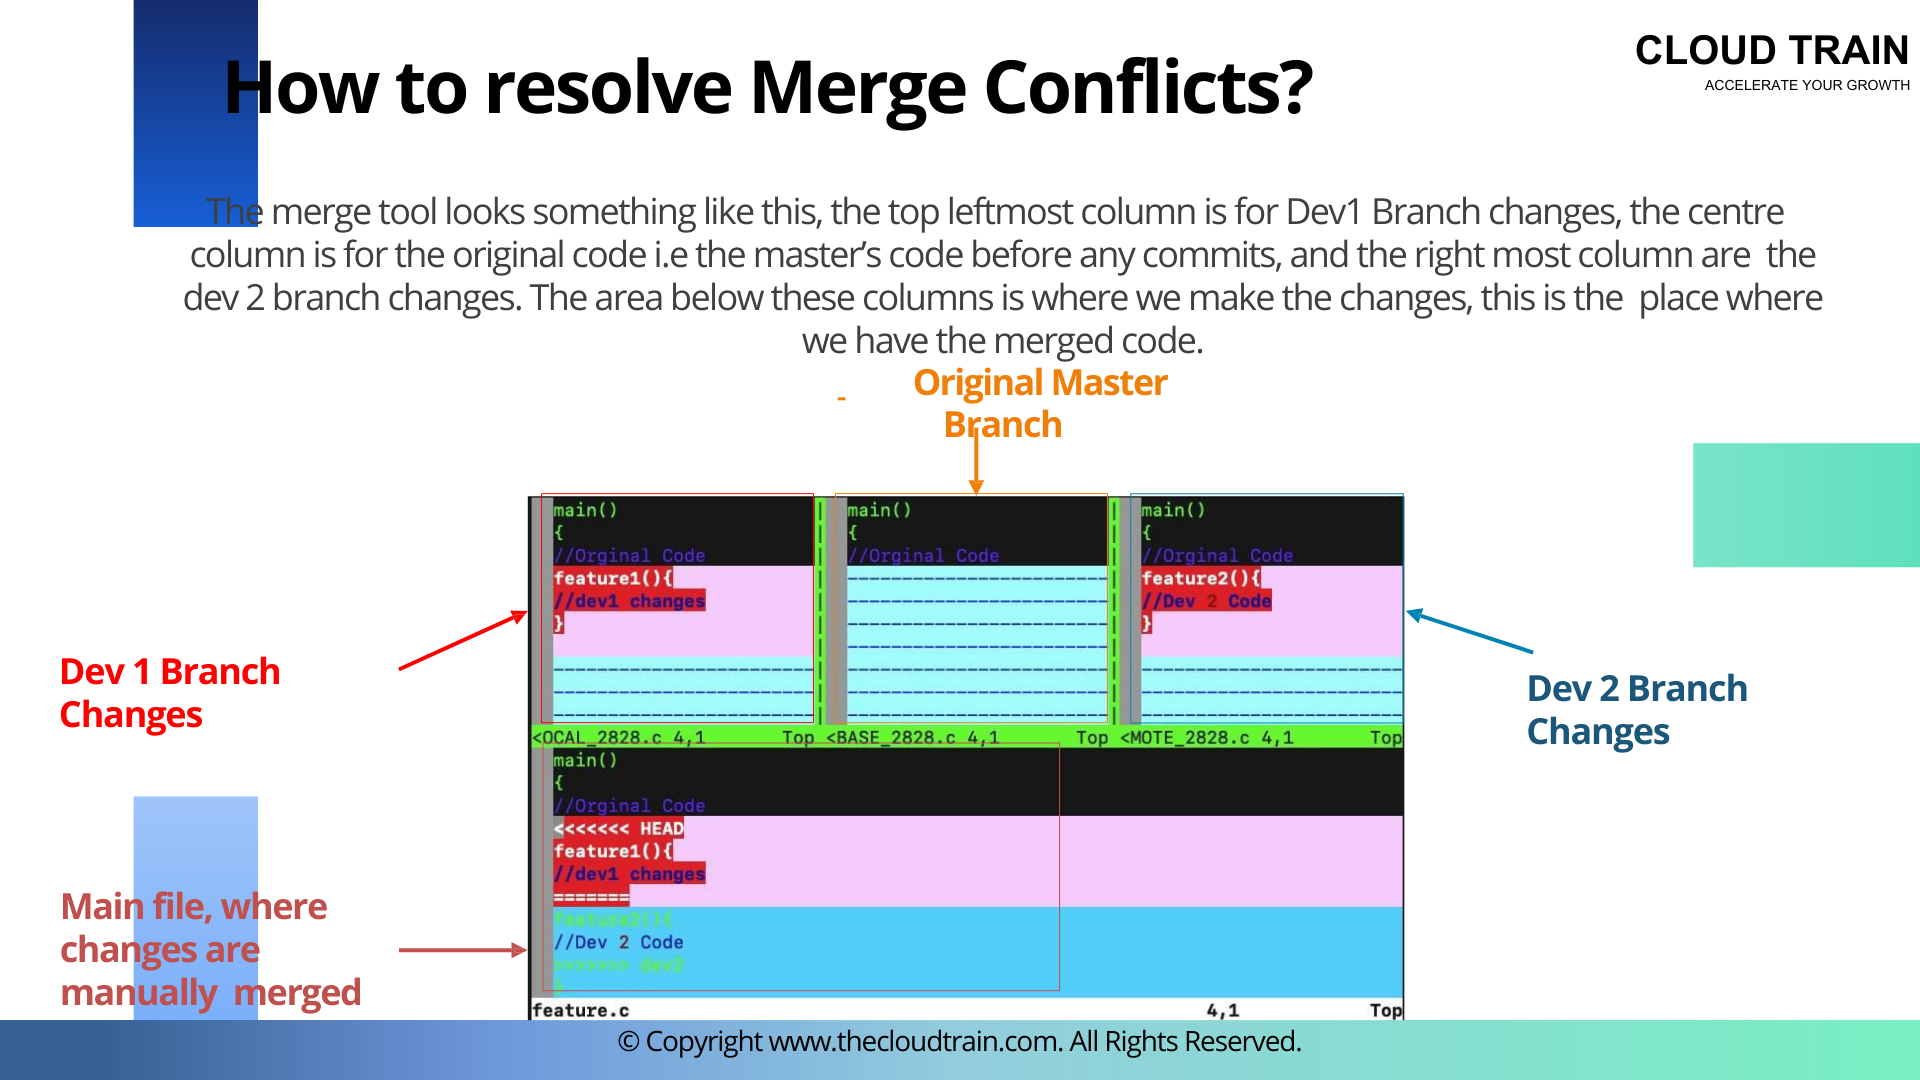 How to resolve Merge Conflicts?
CLOUD TRAIN
ACCELERATE YOUR GROWTH
The merge tool looks something like this, the top leftmost column is for Dev1 Branch changes, the centre
column is for the original code i.e the master's code before any commits, and the right most column are the
dev 2 branch changes. The area below these columns is where we make the changes, this is the place where
we have the merged code.
- Original Master
Branch
Dev 1 Branch
Changes
main()
{
//Orginal Code
feature1(){
//dev1 changes
}
main()
{
//Orginal Code
main()
{
//Orginal Code
feature2(){
//Dev 2 Code
}
Dev 2 Branch
Changes
<OCAL_2828.c 4,1 Top <BASE_2828.c 4,1 Top <MOTE_2828.c 4,1 Top
main()
{
//Orginal Code
<<<<<<< HEAD
feature1(){
//dev1 changes
=======
feature2(){
//Dev 2 Code
>>>>>>> dev2
}
feature.c 4,1 Top
Main file, where
changes are
manually merged
© Copyright www.thecloudtrain.com. All Rights Reserved.